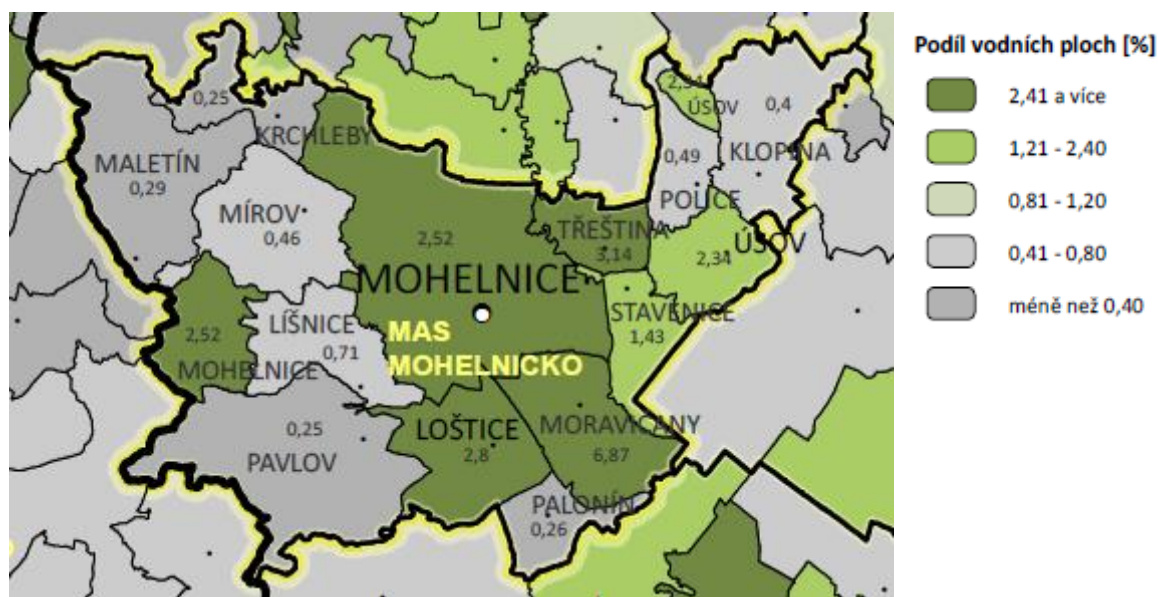 Podíl vodních ploch [%]
2,41 a více
1,21 - 2,40
0,81 - 1,20
0,41 - 0,80
méně než 0,40
0,25
KRCHLEBY
MALETÍN
0,29
MÍROV
0,46
2,52
MOHELNICE
MAS
MOHELNICKO
2,34
ÚSOV
0,4
KLOPINA
0,49
POLICE
TŘEŠTINA
3,14
ÚSOV
2,34
STAVENICE
1,43
2,52
MOHELNICE
LÍŠNICE
0,71
0,25
PAVLOV
LOŠTICE
2,8
MORAVIČANY
6,87
PALONÍN
0,26